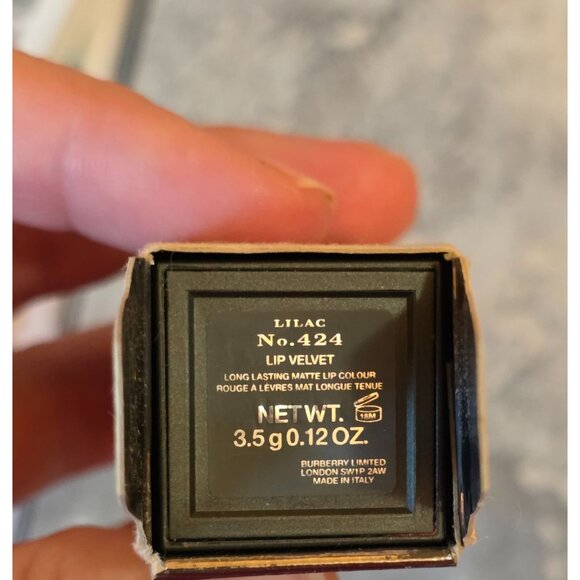 LILAC
No.424
LIP VELVET
LONG LASTING MATTE LIP COLOUR
ROUGE A LÈVRES MAT LONGUE TENUE
NET WT.
18M
3.5 g 0.12 OZ.
BURBERRY LIMITED
LONDON SW1P 2AW
MADE IN ITALY